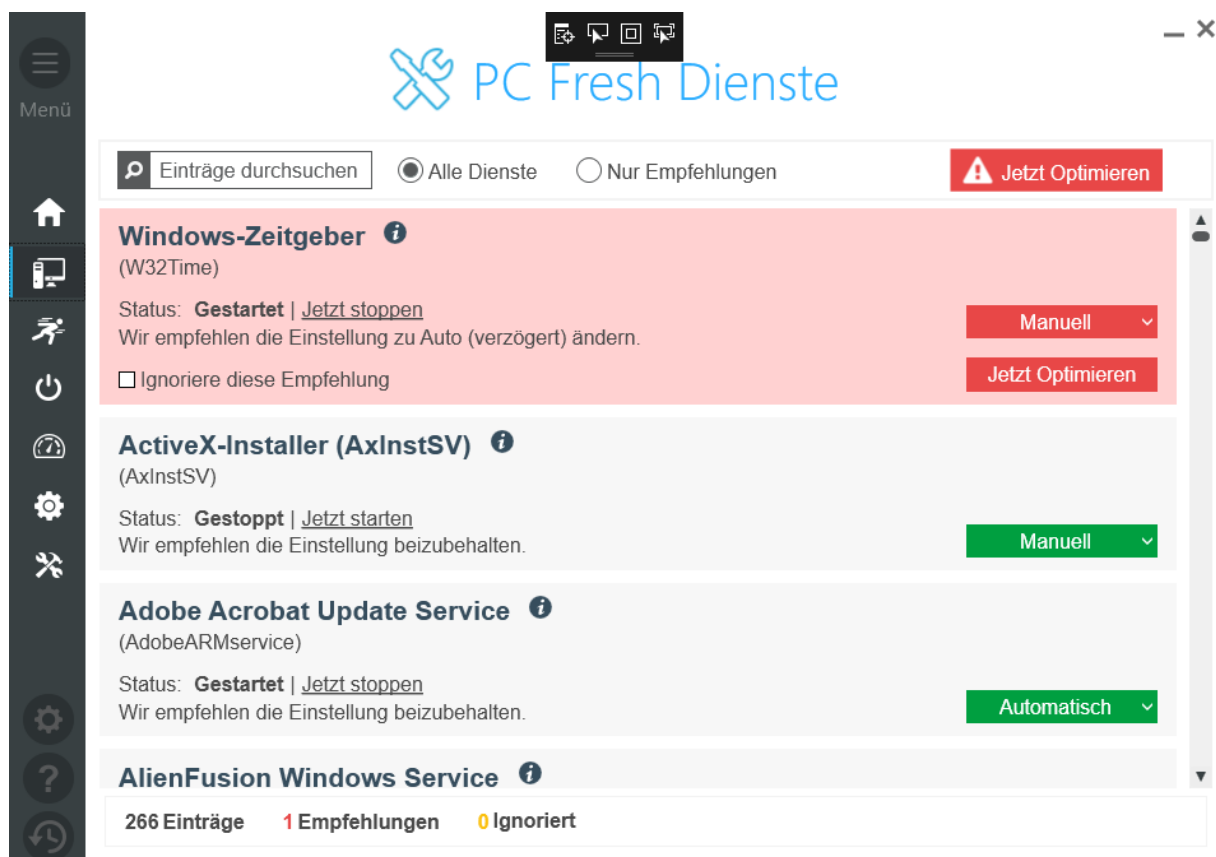 PC Fresh Dienste
Menü
Einträge durchsuchen Alle Dienste Nur Empfehlungen Jetzt Optimieren
Windows-Zeitgeber
(W32Time)
Status: Gestartet | Jetzt stoppen
Wir empfehlen die Einstellung zu Auto (verzögert) ändern.
Manuell
Ignoriere diese Empfehlung
Jetzt Optimieren
ActiveX-Installer (AxInstSV)
(AxInstSV)
Status: Gestoppt | Jetzt starten
Wir empfehlen die Einstellung beizubehalten.
Manuell
Adobe Acrobat Update Service
(AdobeARMservice)
Status: Gestartet | Jetzt stoppen
Wir empfehlen die Einstellung beizubehalten.
Automatisch
AlienFusion Windows Service
266 Einträge 1 Empfehlungen 0 Ignoriert